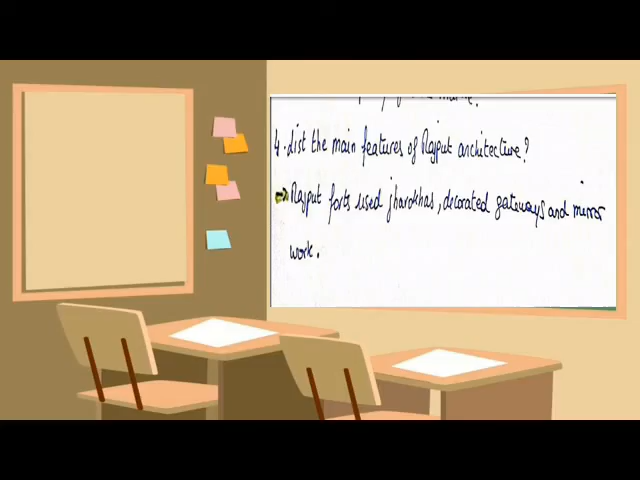 4. List the main features of Rajput architecture?
→ Rajput forts used jharokhas, decorated gateways and mirror
work.